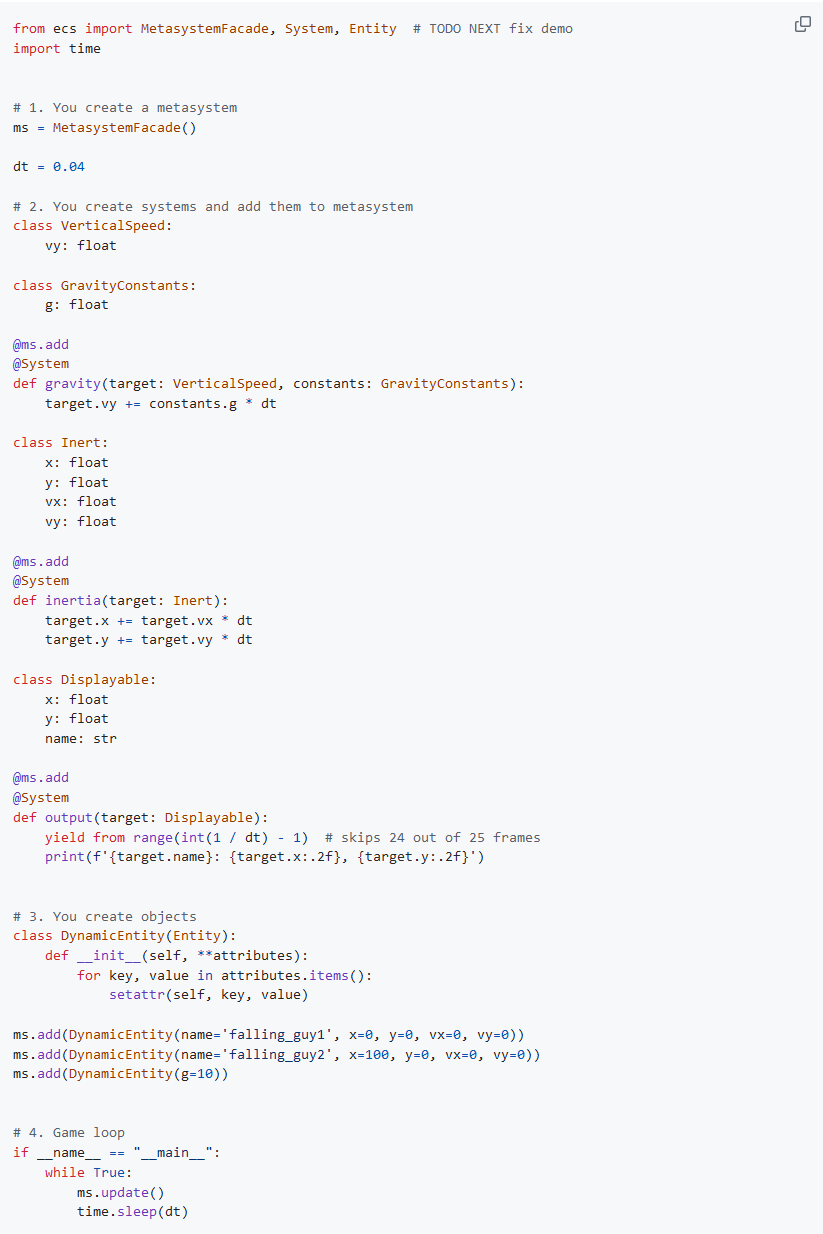 from ecs import MetasystemFacade, System, Entity  # TODO NEXT fix demo
import time


# 1. You create a metasystem
ms = MetasystemFacade()

dt = 0.04

# 2. You create systems and add them to metasystem
class VerticalSpeed:
    vy: float

class GravityConstants:
    g: float

@ms.add
@System
def gravity(target: VerticalSpeed, constants: GravityConstants):
    target.vy += constants.g * dt

class Inert:
    x: float
    y: float
    vx: float
    vy: float

@ms.add
@System
def inertia(target: Inert):
    target.x += target.vx * dt
    target.y += target.vy * dt

class Displayable:
    x: float
    y: float
    name: str

@ms.add
@System
def output(target: Displayable):
    yield from range(int(1 / dt) - 1)  # skips 24 out of 25 frames
    print(f'{target.name}: {target.x:.2f}, {target.y:.2f}')


# 3. You create objects
class DynamicEntity(Entity):
    def __init__(self, **attributes):
        for key, value in attributes.items():
            setattr(self, key, value)

ms.add(DynamicEntity(name='falling_guy1', x=0, y=0, vx=0, vy=0))
ms.add(DynamicEntity(name='falling_guy2', x=100, y=0, vx=0, vy=0))
ms.add(DynamicEntity(g=10))


# 4. Game loop
if __name__ == "__main__":
    while True:
        ms.update()
        time.sleep(dt)